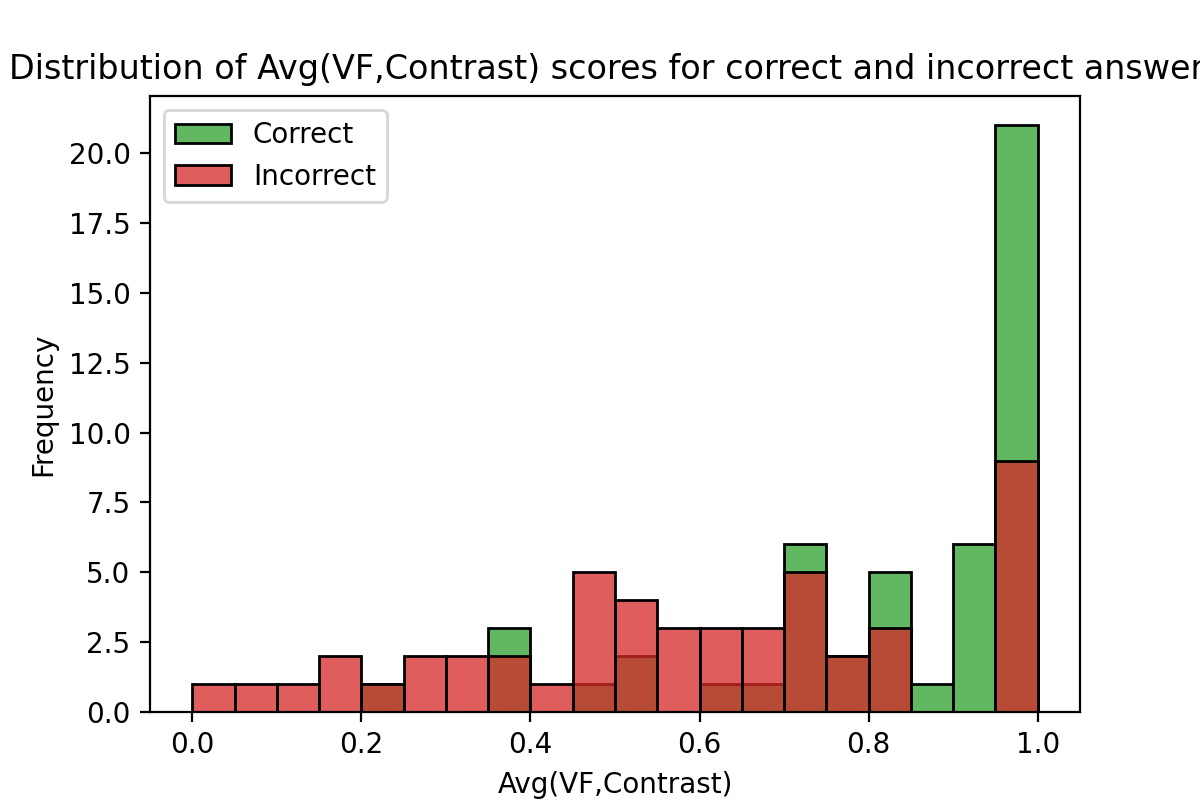 Distribution of Avg(VF,Contrast) scores for correct and incorrect answer
Correct
Incorrect
20.0
17.5
15.0
12.5
10.0
7.5
5.0
2.5
0.0
Frequency
0.0 0.2 0.4 0.6 0.8 1.0
Avg(VF,Contrast)